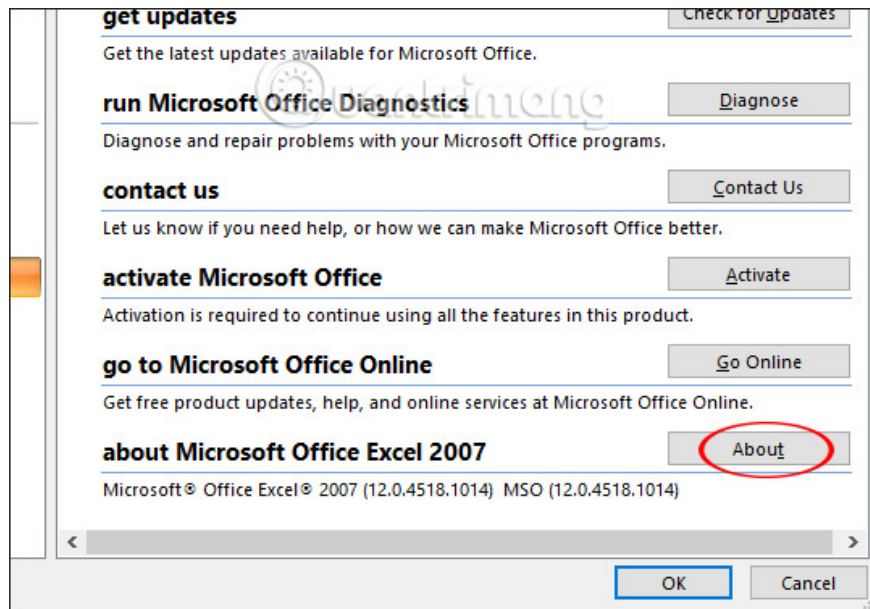 get updates
Check for Updates
Get the latest updates available for Microsoft Office.
Quantrimang
run Microsoft Office Diagnostics
Diagnose
Diagnose and repair problems with your Microsoft Office programs.
contact us
Contact Us
Let us know if you need help, or how we can make Microsoft Office better.
activate Microsoft Office
Activate
Activation is required to continue using all the features in this product.
go to Microsoft Office Online
Go Online
Get free product updates, help, and online services at Microsoft Office Online.
about Microsoft Office Excel 2007
About
Microsoft® Office Excel® 2007 (12.0.4518.1014)  MSO (12.0.4518.1014)
OK
Cancel